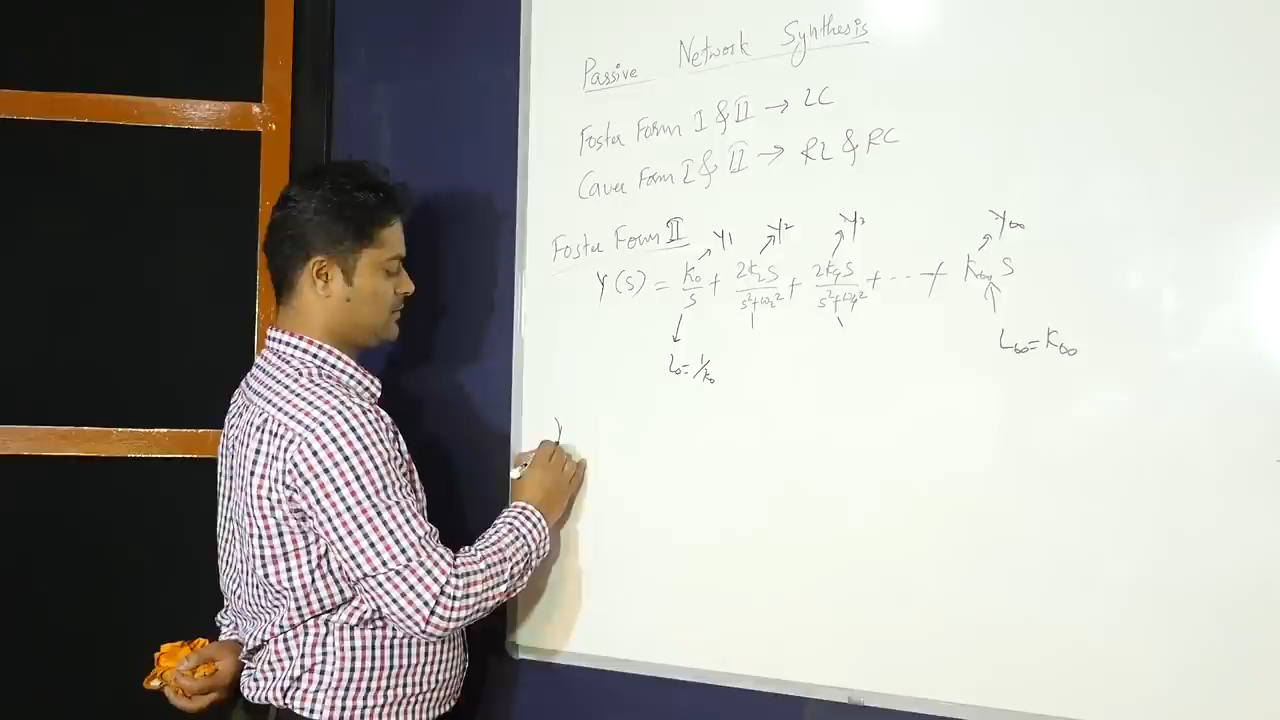 Passive Network Synthesis
Foster Form I & II → LC
Cauer Form I & II → RL & RC
Foster Form II
Y1 Y2 Y3 Y∞
Y(S) = K₀/S + 2K₂S/S²+ω₂² + 2K₄S/S²+ω₄² + ... + K∞ S
L₀ = 1/K₀
L∞ = K∞
Y